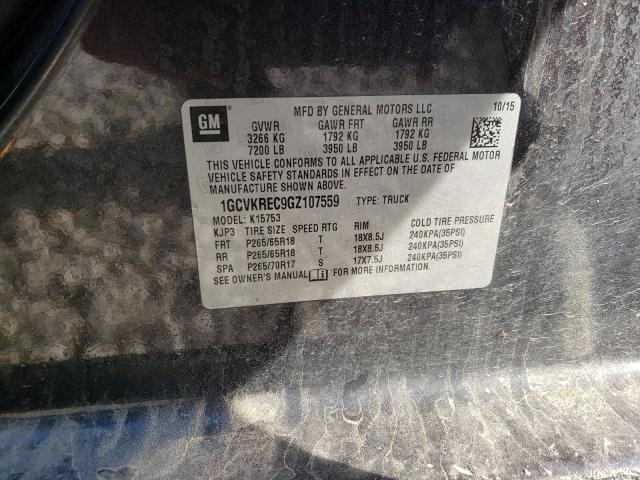 GM
MFD BY GENERAL MOTORS LLC 10/15
GVWR GAWR FRT GAWR RR
3266 KG 1792 KG 1792 KG
7200 LB 3950 LB 3950 LB
THIS VEHICLE CONFORMS TO ALL APPLICABLE U.S. FEDERAL MOTOR
VEHICLE SAFETY STANDARDS IN EFFECT ON THE DATE OF
MANUFACTURE SHOWN ABOVE.
1GCVKREC9GZ107559 TYPE: TRUCK
MODEL: K15753
KJP3 TIRE SIZE SPEED RTG RIM COLD TIRE PRESSURE
FRT P265/65R18 T 18X8.5J 240KPA(35PSI)
RR P265/65R18 T 18X8.5J 240KPA(35PSI)
SPA P265/70R17 S 17X7.5J 240KPA(35PSI)
SEE OWNER'S MANUAL FOR MORE INFORMATION.